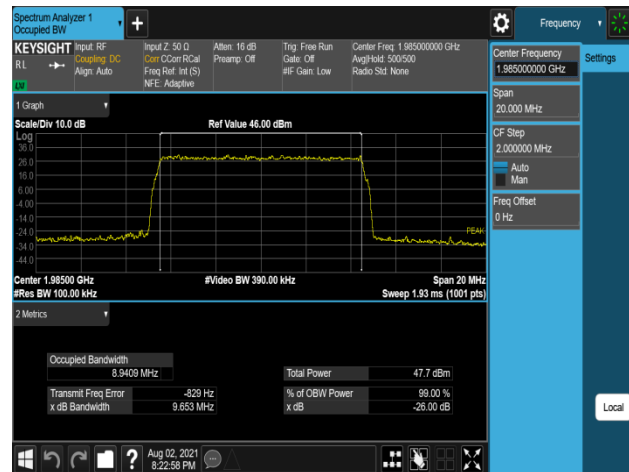 Spectrum Analyzer 1
Occupied BW
Frequency
KEYSIGHT
RL
Input: RF
Coupling: DC
Align: Auto
Input Z: 50 Ω
Corr CCorr RCal
Freq Ref: Int (S)
NFE: Adaptive
Atten: 16 dB
Preamp: Off
Trig: Free Run
Gate: Off
#IF Gain: Low
Center Freq: 1.985000000 GHz
Avg|Hold: 500/500
Radio Std: None
Center Frequency
1.985000000 GHz
Settings
Span
20.000 MHz
CF Step
2.000000 MHz
Auto
Man
Freq Offset
0 Hz
Local
1 Graph
Scale/Div 10.0 dB
Ref Value 46.00 dBm
Log
36.0
26.0
16.0
6.00
-4.00
-14.0
-24.0
-34.0
-44.0
PEAK
Center 1.98500 GHz
#Video BW 390.00 kHz
Span 20 MHz
#Res BW 100.00 kHz
Sweep 1.93 ms (1001 pts)
2 Metrics
Occupied Bandwidth
8.9409 MHz
Total Power 47.7 dBm
Transmit Freq Error -829 Hz
% of OBW Power 99.00 %
x dB Bandwidth 9.653 MHz
x dB -26.00 dB
?
Aug 02, 2021
8:22:58 PM